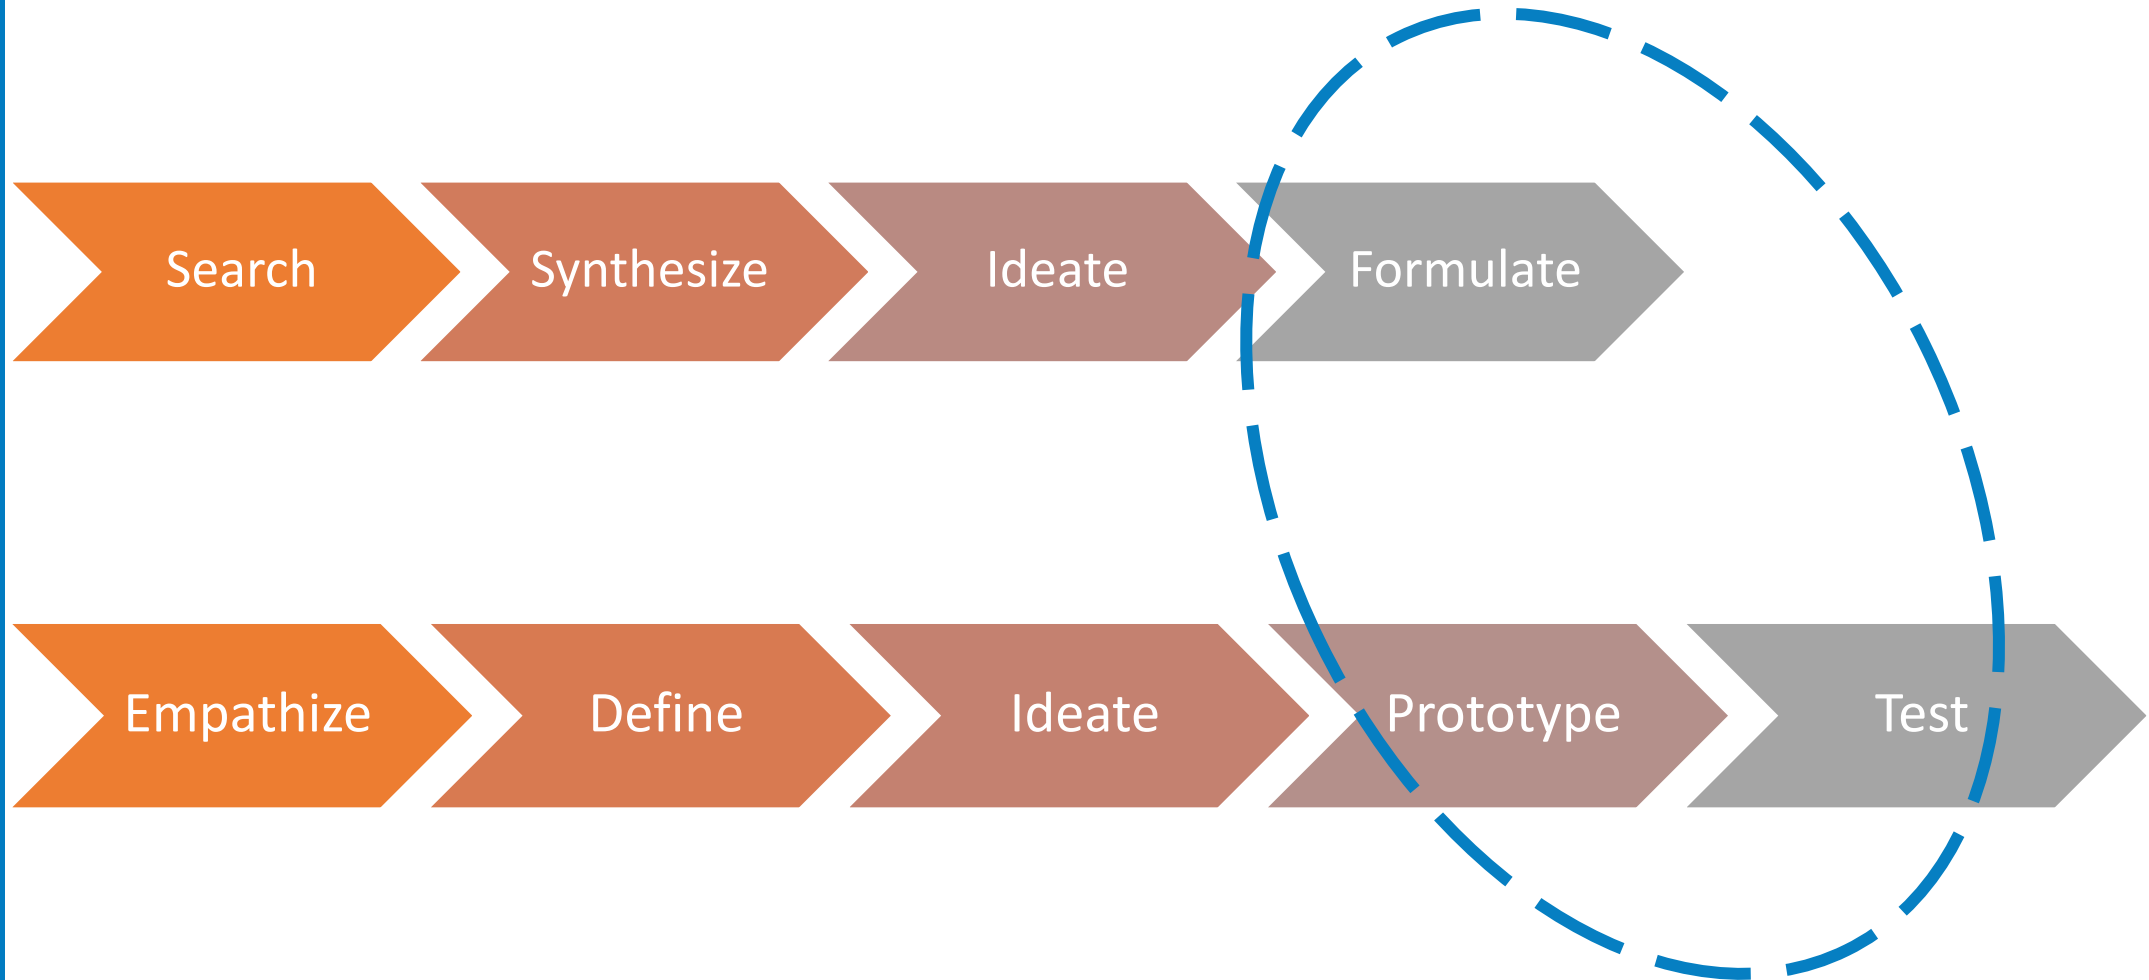 Search
Synthesize
Ideate
Formulate
Empathize
Define
Ideate
Prototype
Test